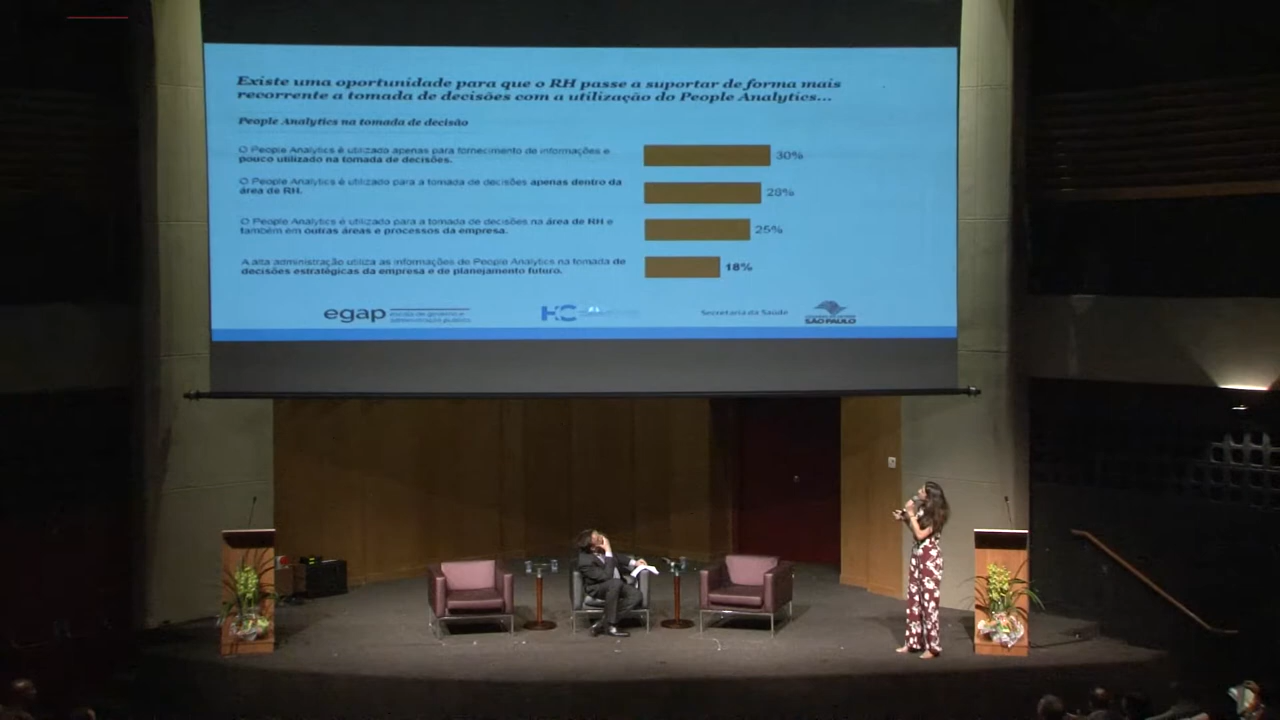 Existe uma oportunidade para que o RH passe a suportar de forma mais
recorrente a tomada de decisões com a utilização do People Analytics...
People Analytics na tomada de decisão
O People Analytics é utilizado apenas para fornecimento de informações e
pouco utilizado na tomada de decisões.
30%
O People Analytics é utilizado para a tomada de decisões apenas dentro da
área de RH.
28%
O People Analytics é utilizado para a tomada de decisões na área de RH e
também em outras áreas e processos da empresa.
25%
A alta administração utiliza as informações do People Analytics na tomada de
decisões estratégicas da empresa e de planejamento futuro.
18%
egap
escola de governo e
administração pública
HC
Secretaria da Saúde
SÃO PAULO